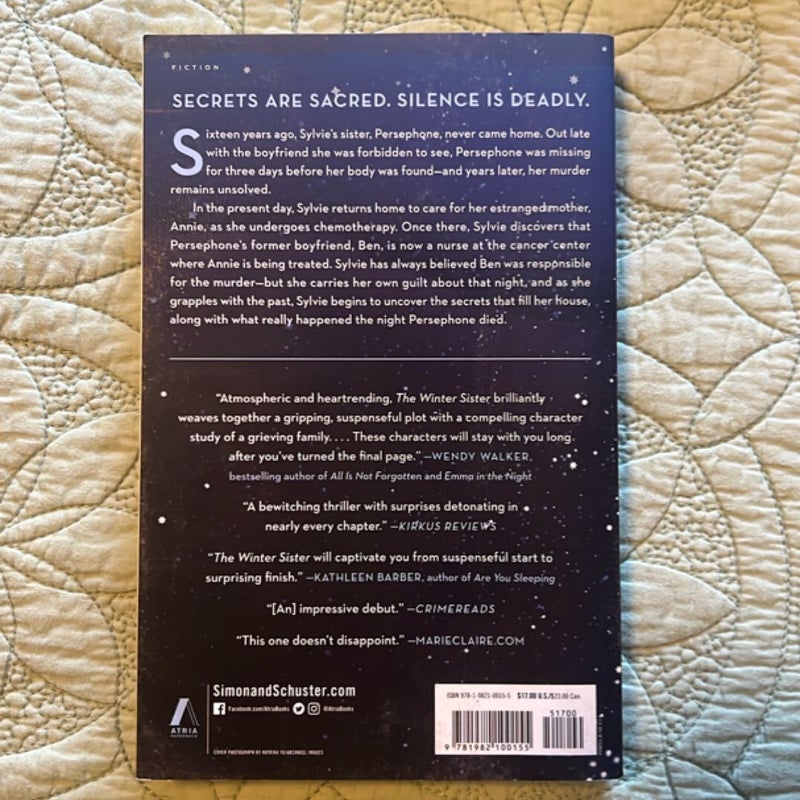 FICTION
SECRETS ARE SACRED. SILENCE IS DEADLY.
Sixteen years ago, Sylvie's sister, Persephone, never came home. Out late
with the boyfriend she was forbidden to see, Persephone was missing
for three days before her body was found—and years later, her murder
remains unsolved.
In the present day, Sylvie returns home to care for her estranged mother,
Annie, as she undergoes chemotherapy. Once there, Sylvie discovers that
Persephone's former boyfriend, Ben, is now a nurse at the cancer center
where Annie is being treated. Sylvie has always believed Ben was responsible
for the murder—but she carries her own guilt about that night, and as she
grapples with the past, Sylvie begins to uncover the secrets that fill her house,
along with what really happened the night Persephone died.
"Atmospheric and heartrending, The Winter Sister brilliantly
weaves together a gripping, suspenseful plot with a compelling character
study of a grieving family. . . . These characters will stay with you long
after you've turned the final page." —WENDY WALKER,
bestselling author of All Is Not Forgotten and Emma in the Night
"A bewitching thriller with surprises detonating in
nearly every chapter." —KIRKUS REVIEWS
"The Winter Sister will captivate you from suspenseful start to
surprising finish." —KATHLEEN BARBER, author of Are You Sleeping
"[An] impressive debut." —CRIMEREADS
"This one doesn't disappoint." —MARIECLAIRE.COM
SimonandSchuster.com
Facebook.com/AtriaBooks @AtriaBooks
ATRIA
PAPERBACK
COVER PHOTOGRAPH BY
ISBN 978-1-9821-0015-5 $17.00 U.S./$23.00 Can.
51700
9 781982 100155